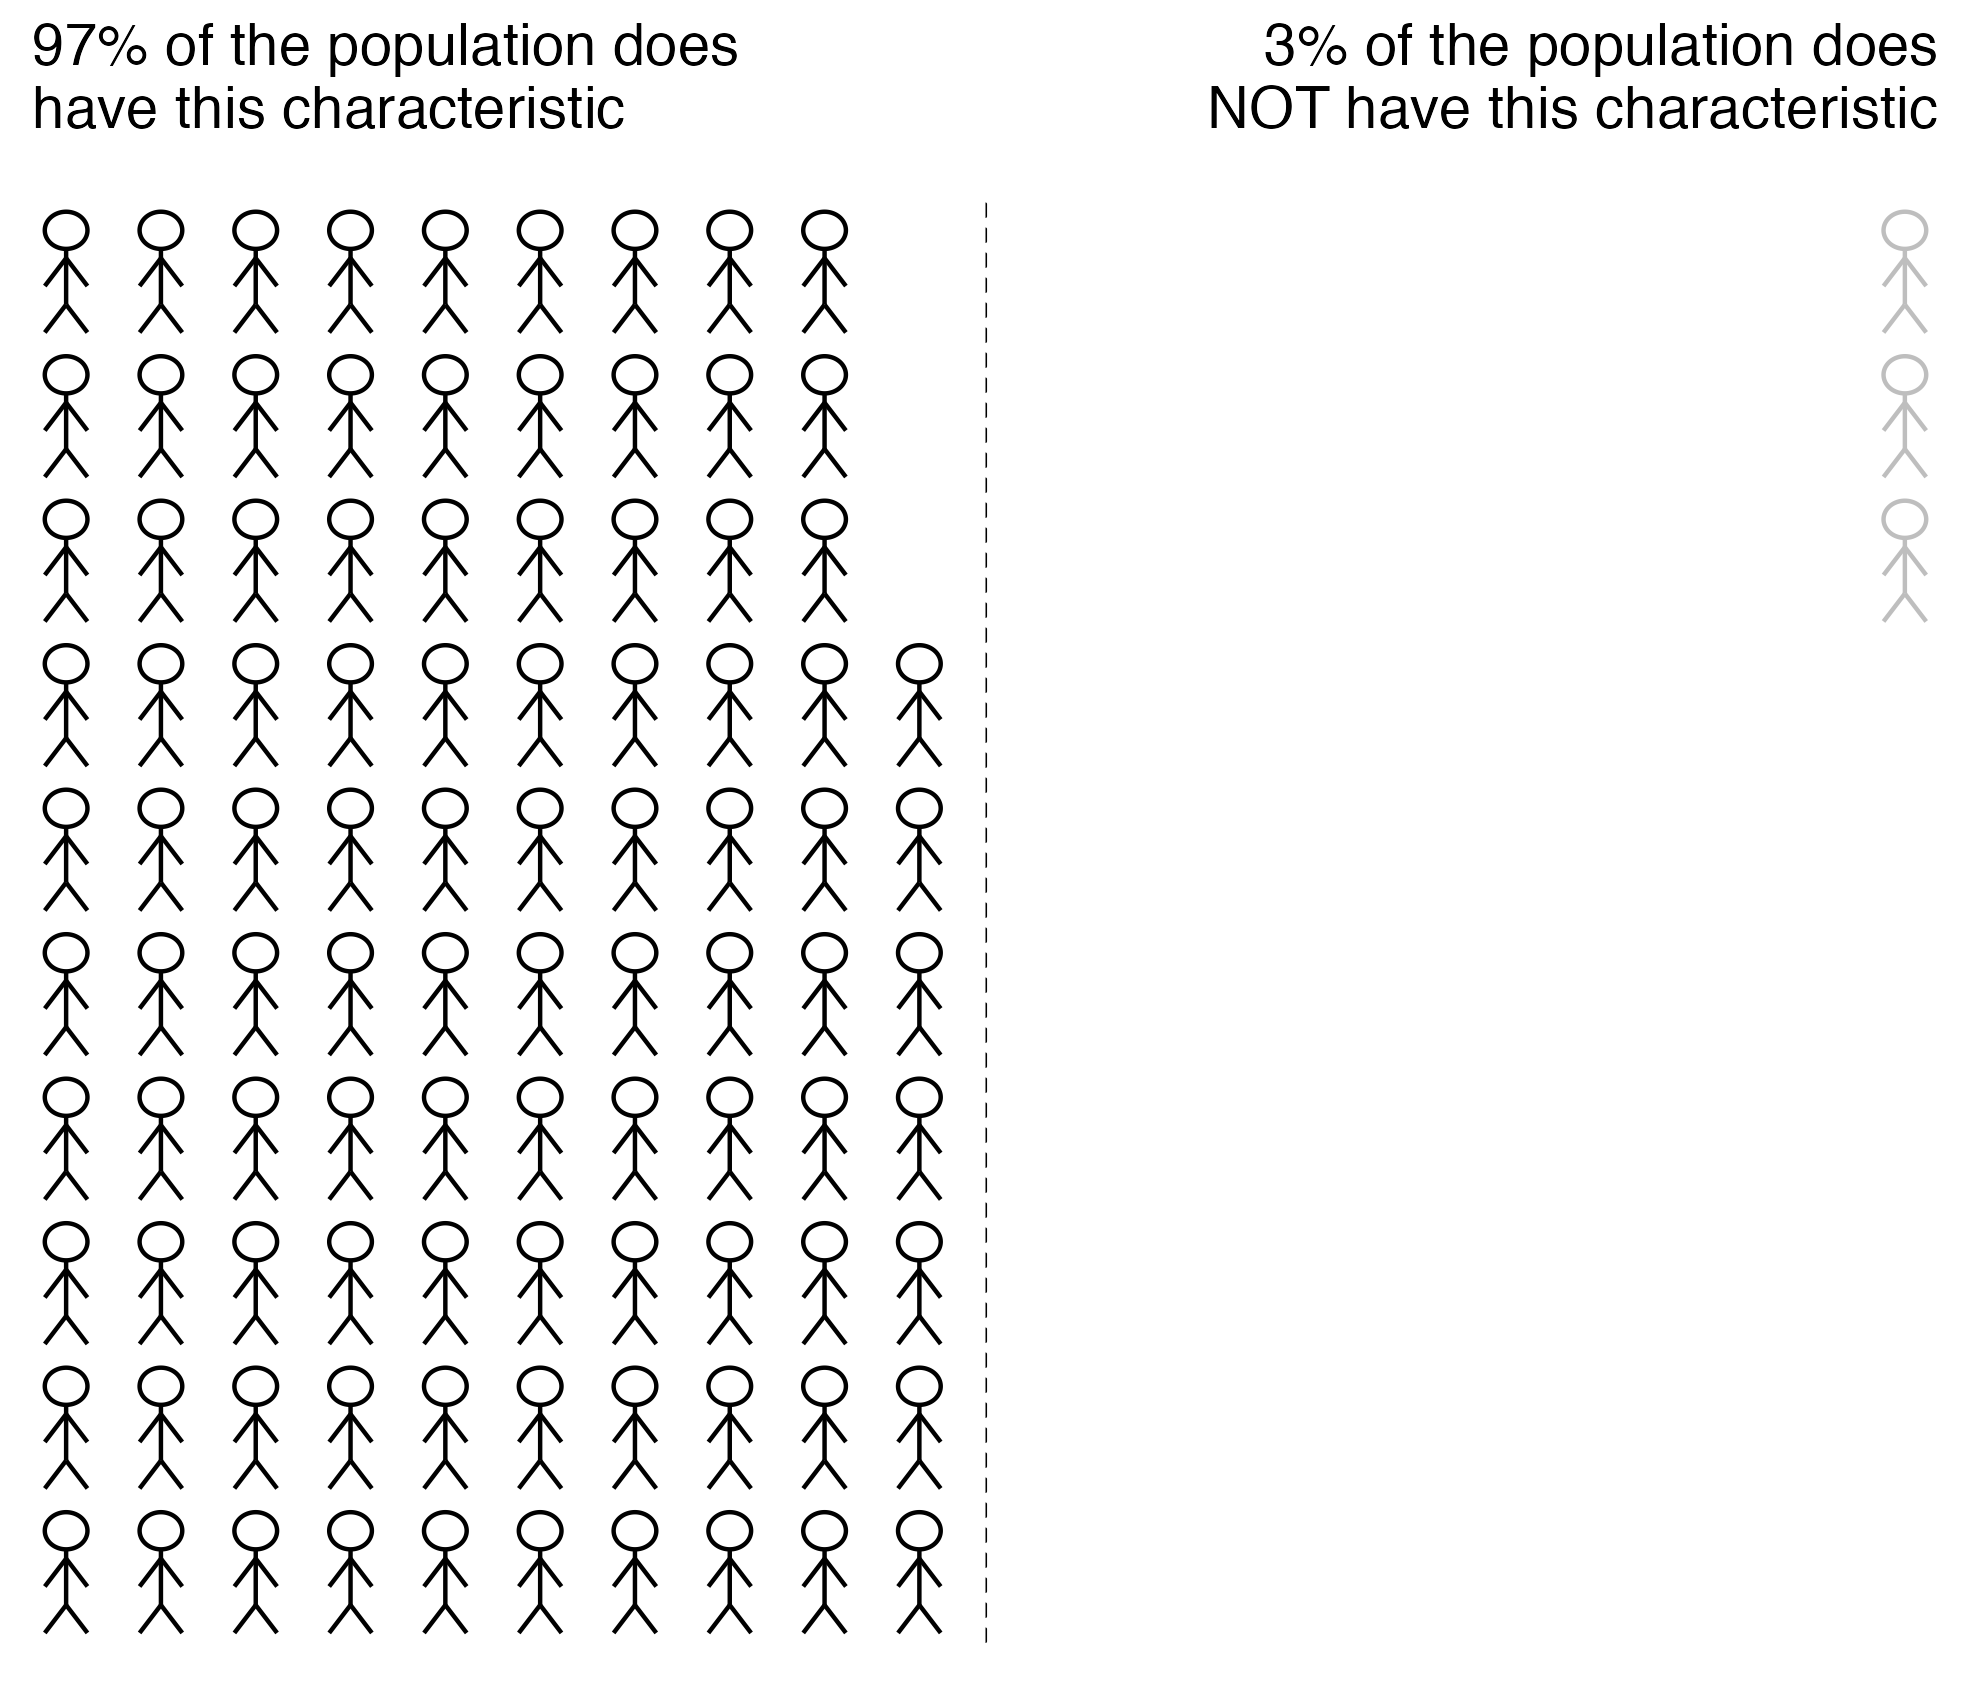 97% of the population does
have this characteristic
3% of the population does
NOT have this characteristic